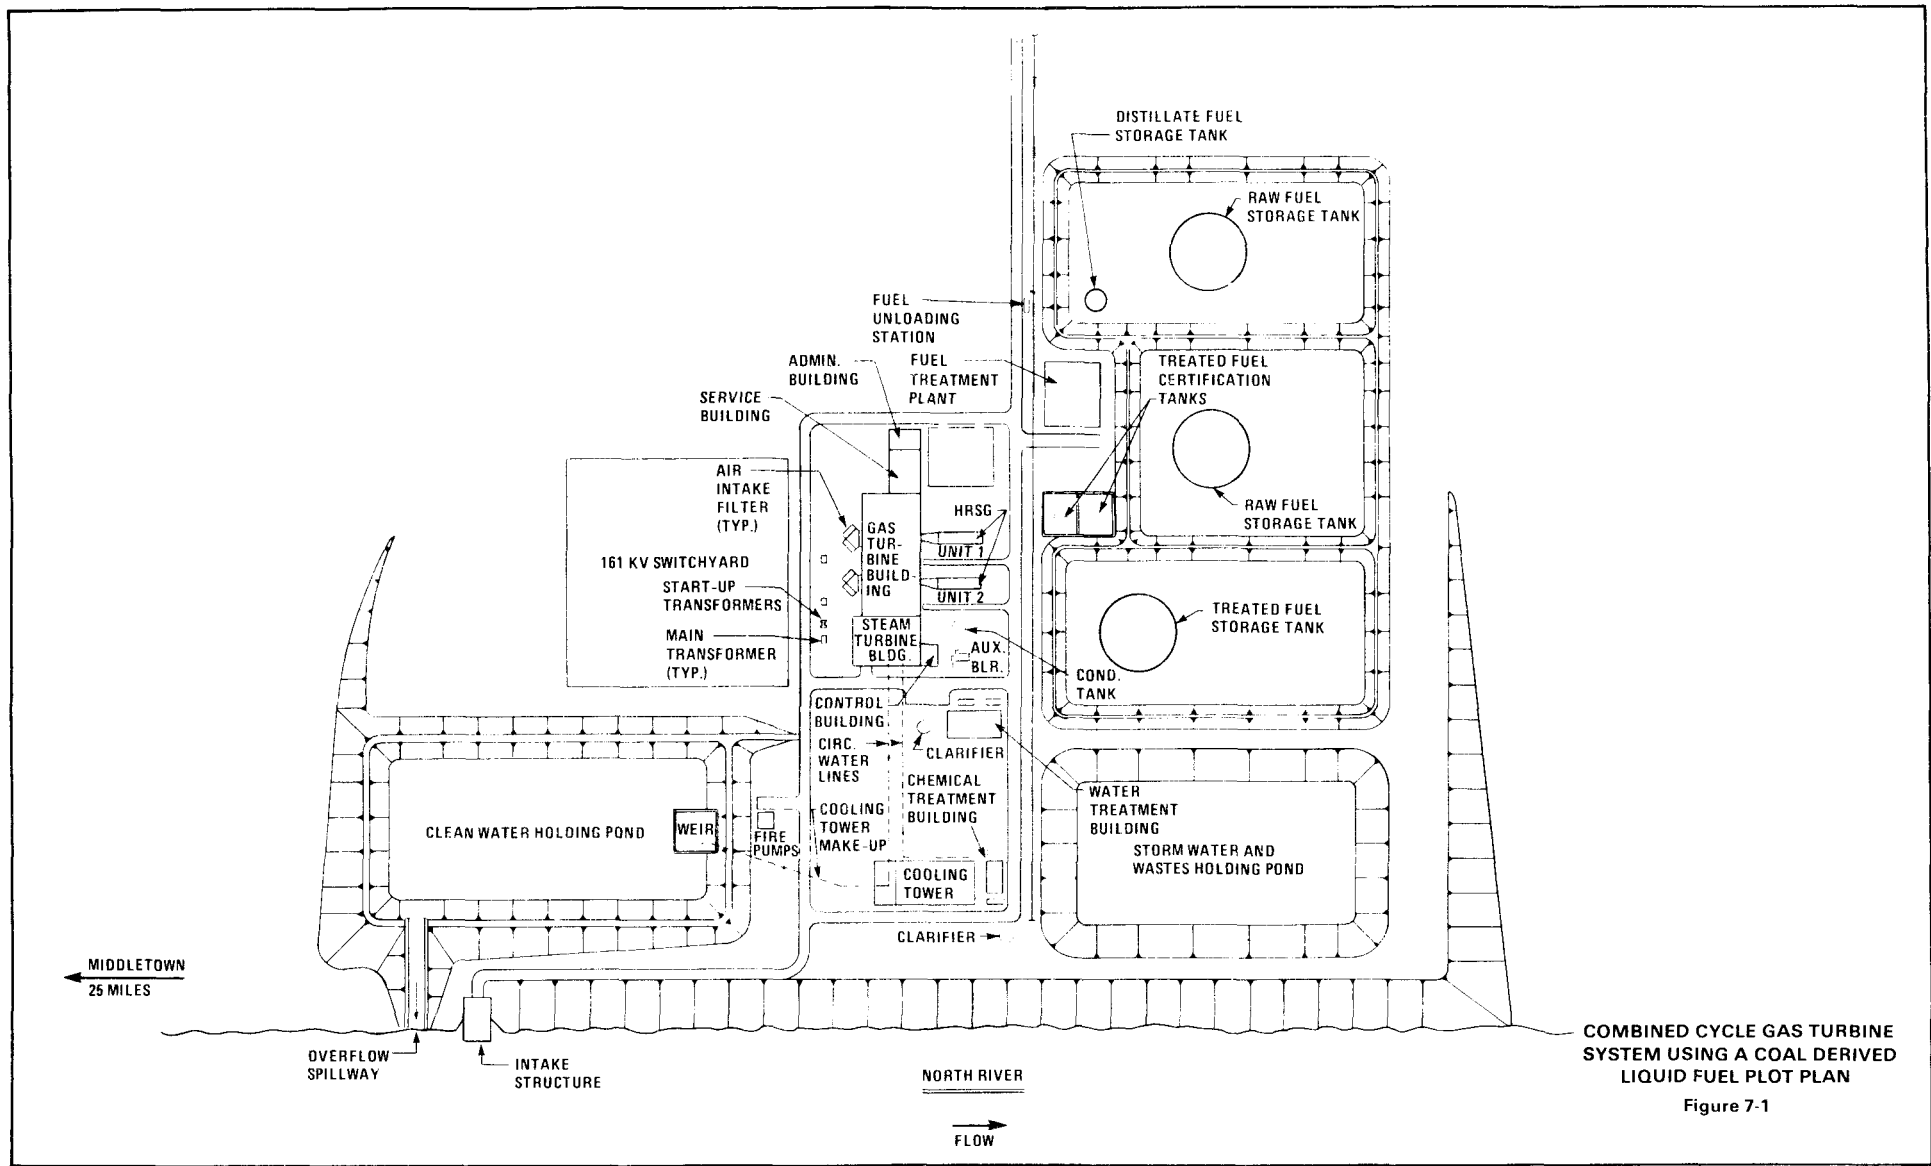 DISTILLATE FUEL
STORAGE TANK
RAW FUEL
STORAGE TANK
FUEL
UNLOADING
STATION
ADMIN.
BUILDING
FUEL
TREATMENT
PLANT
TREATED FUEL
CERTIFICATION
TANKS
SERVICE
BUILDING
AIR
INTAKE
FILTER
(TYP.)
HRSG
RAW FUEL
STORAGE TANK
GAS
TUR-
BINE
BUILD-
ING
UNIT 1
161 KV SWITCHYARD
START-UP
TRANSFORMERS
UNIT 2
TREATED FUEL
STORAGE TANK
MAIN
TRANSFORMER
(TYP.)
STEAM
TURBINE
BLDG.
AUX.
BLR.
COND.
TANK
CONTROL
BUILDING
CIRC.
WATER
LINES
CLARIFIER
CHEMICAL
TREATMENT
BUILDING
WATER
TREATMENT
BUILDING
CLEAN WATER HOLDING POND
WEIR
FIRE
PUMPS
COOLING
TOWER
MAKE-UP
STORM WATER AND
WASTES HOLDING POND
COOLING
TOWER
CLARIFIER
MIDDLETOWN
25 MILES
OVERFLOW
SPILLWAY
INTAKE
STRUCTURE
NORTH RIVER
FLOW
COMBINED CYCLE GAS TURBINE
SYSTEM USING A COAL DERIVED
LIQUID FUEL PLOT PLAN
Figure 7-1